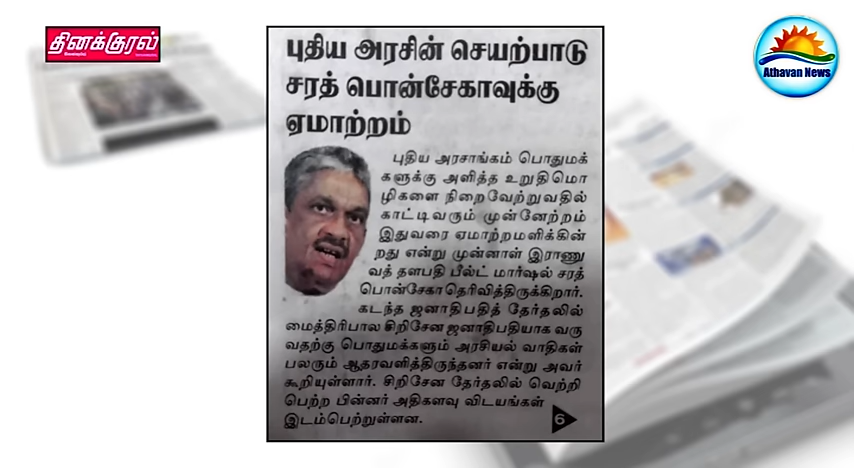 தினக்குரல்
Athavan News
புதிய அரசின் செயற்பாடு
சரத் பொன்சேகாவுக்கு
ஏமாற்றம்
புதிய அரசாங்கம் பொதுமக்
களுக்கு அளித்த உறுதிமொ
ழிகளை நிறைவேற்றுவதில்
காட்டிவரும் முன்னேற்றம்
இதுவரை ஏமாற்றமளிக்கின்
றது என்று முன்னாள் இராணு
வத் தளபதி பீல்ட் மார்ஷல் சரத்
பொன்சேகா தெரிவித்திருக்கிறார்.
கடந்த ஜனாதிபதித் தேர்தலில்
மைத்திரிபால சிறிசேன ஜனாதிபதியாக வரு
வதற்கு பொதுமக்களும் அரசியல் வாதிகள்
பலரும் ஆதரவளித்திருந்தனர் என்று அவர்
கூறியுள்ளார். சிறிசேன தேர்தலில் வெற்றி
பெற்ற பின்னர் அதிகளவு விடயங்கள்
இடம்பெற்றுள்ளன.
6